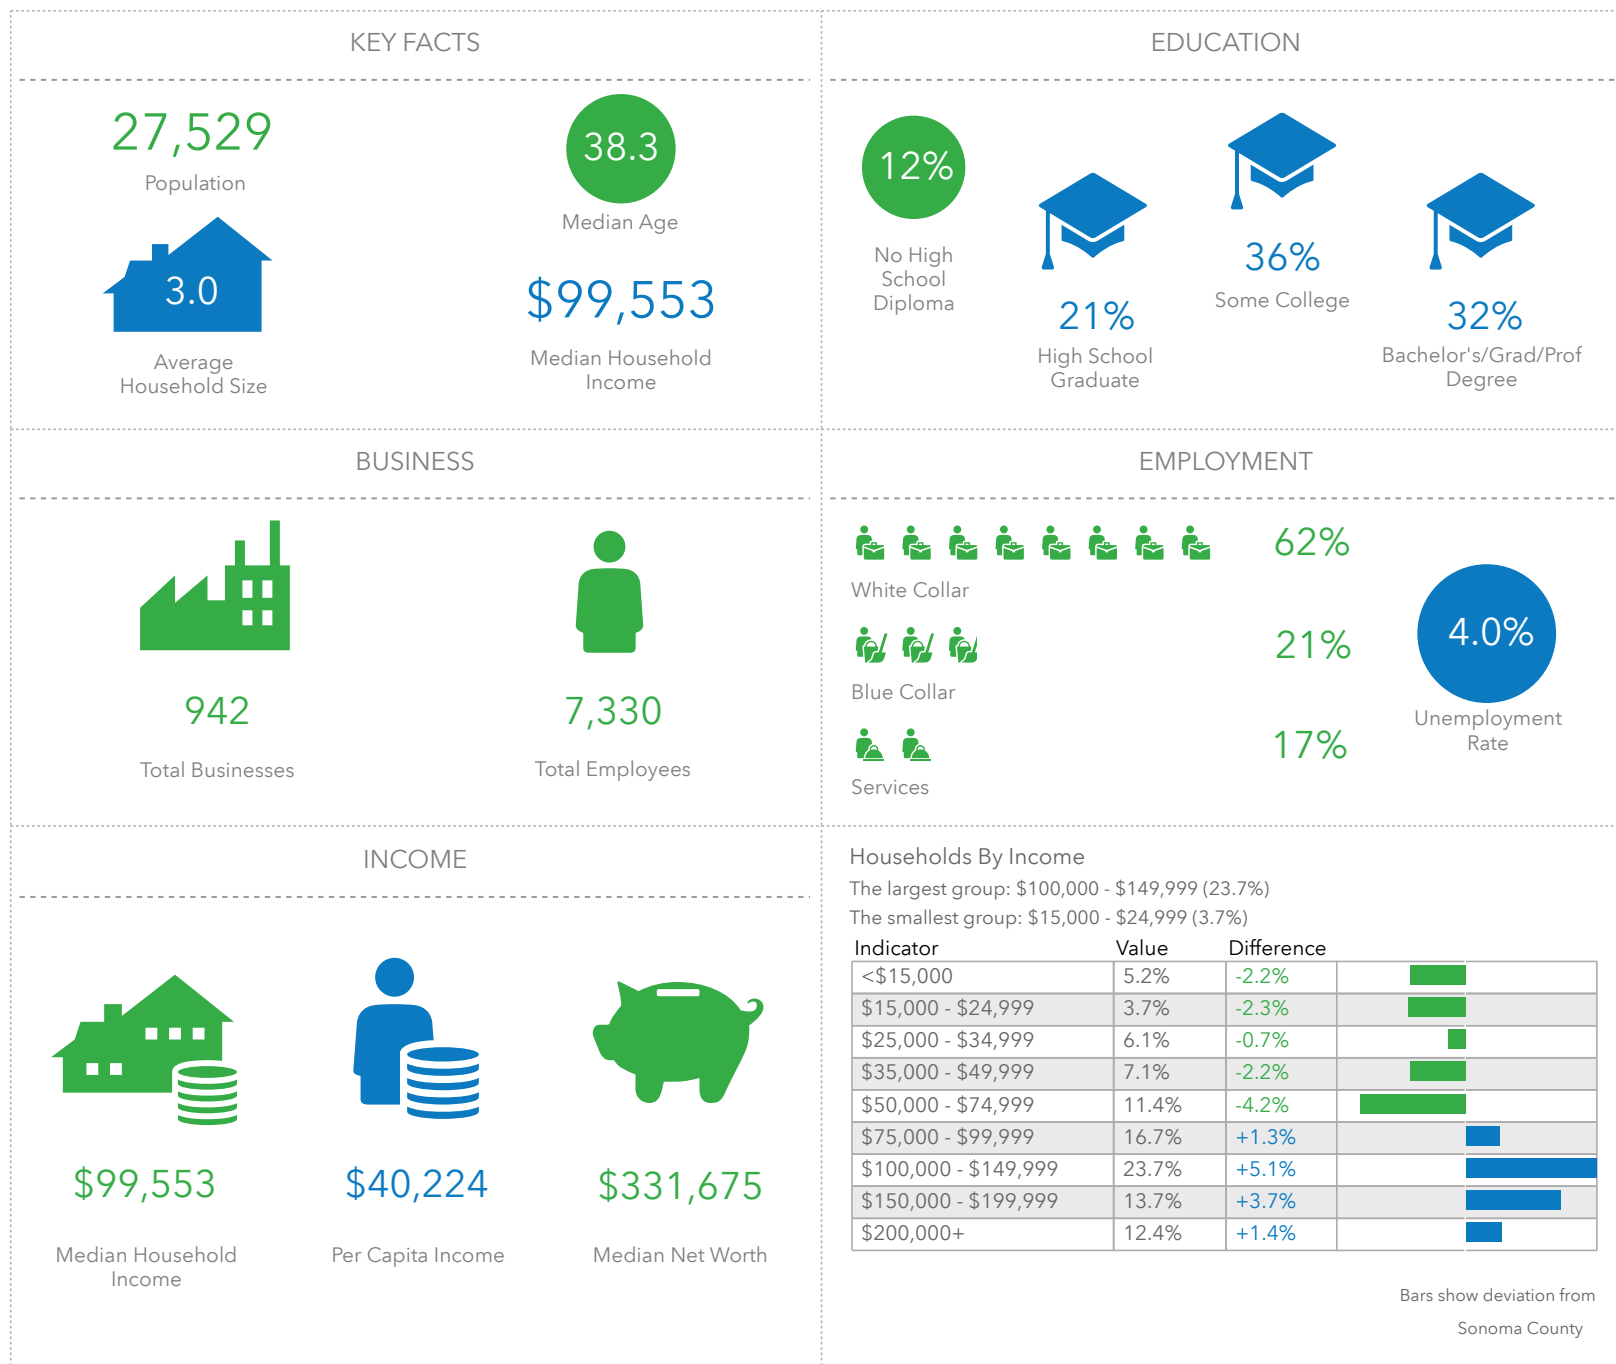 KEY FACTS
27,529
Population
38.3
Median Age
3.0
Average
Household Size
$99,553
Median Household
Income
EDUCATION
12%
No High
School
Diploma
21%
High School
Graduate
36%
Some College
32%
Bachelor's/Grad/Prof
Degree
BUSINESS
942
Total Businesses
7,330
Total Employees
EMPLOYMENT
62%
White Collar
21%
Blue Collar
17%
Services
4.0%
Unemployment
Rate
INCOME
$99,553
Median Household
Income
$40,224
Per Capita Income
$331,675
Median Net Worth
Households By Income
The largest group: $100,000 - $149,999 (23.7%)
The smallest group: $15,000 - $24,999 (3.7%)
Indicator Value Difference
<$15,000 5.2% -2.2%
$15,000 - $24,999 3.7% -2.3%
$25,000 - $34,999 6.1% -0.7%
$35,000 - $49,999 7.1% -2.2%
$50,000 - $74,999 11.4% -4.2%
$75,000 - $99,999 16.7% +1.3%
$100,000 - $149,999 23.7% +5.1%
$150,000 - $199,999 13.7% +3.7%
$200,000+ 12.4% +1.4%
Bars show deviation from
Sonoma County